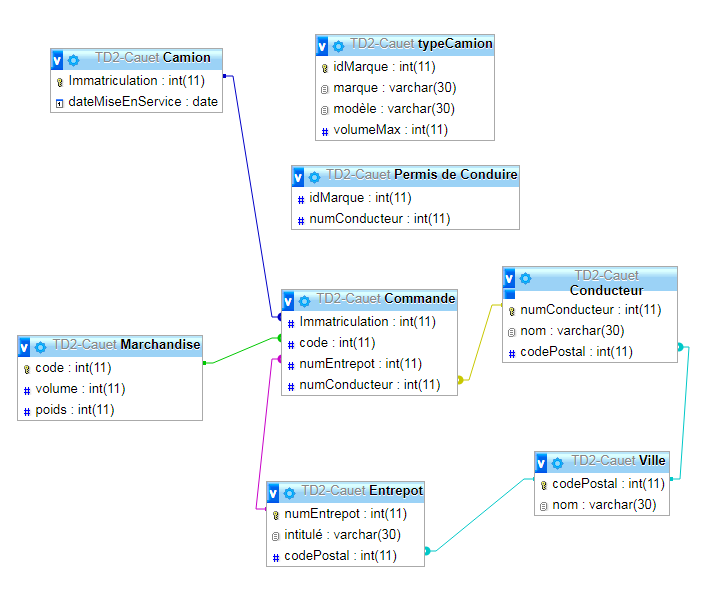 TD2-Cauet Camion
Immatriculation : int(11)
dateMiseEnService : date
TD2-Cauet typeCamion
idMarque : int(11)
marque : varchar(30)
modèle : varchar(30)
# volumeMax : int(11)
TD2-Cauet Permis de Conduire
# idMarque : int(11)
# numConducteur : int(11)
TD2-Cauet
Conducteur
numConducteur : int(11)
nom : varchar(30)
# codePostal : int(11)
TD2-Cauet Commande
# Immatriculation : int(11)
# code : int(11)
# numEntrepot : int(11)
# numConducteur : int(11)
TD2-Cauet Marchandise
code : int(11)
# volume : int(11)
# poids : int(11)
TD2-Cauet Ville
codePostal : int(11)
nom : varchar(30)
TD2-Cauet Entrepot
numEntrepot : int(11)
intitulé : varchar(30)
# codePostal : int(11)